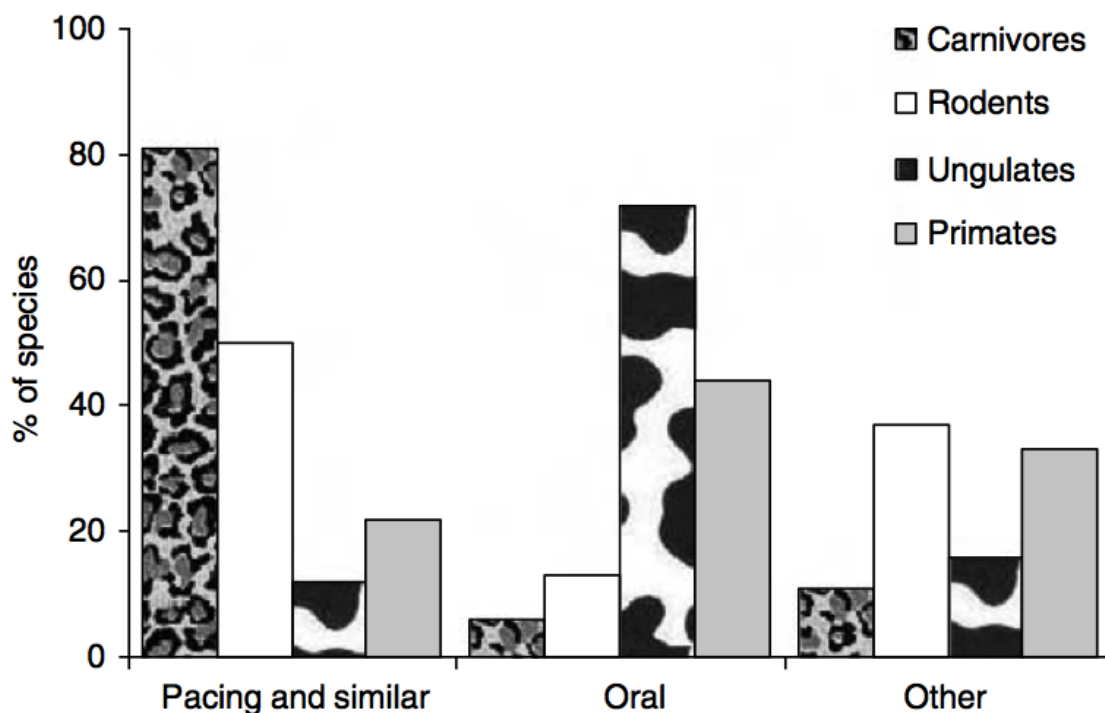 100
80
60
40
20
0
% of species
Carnivores
Rodents
Ungulates
Primates
Pacing and similar
Oral
Other